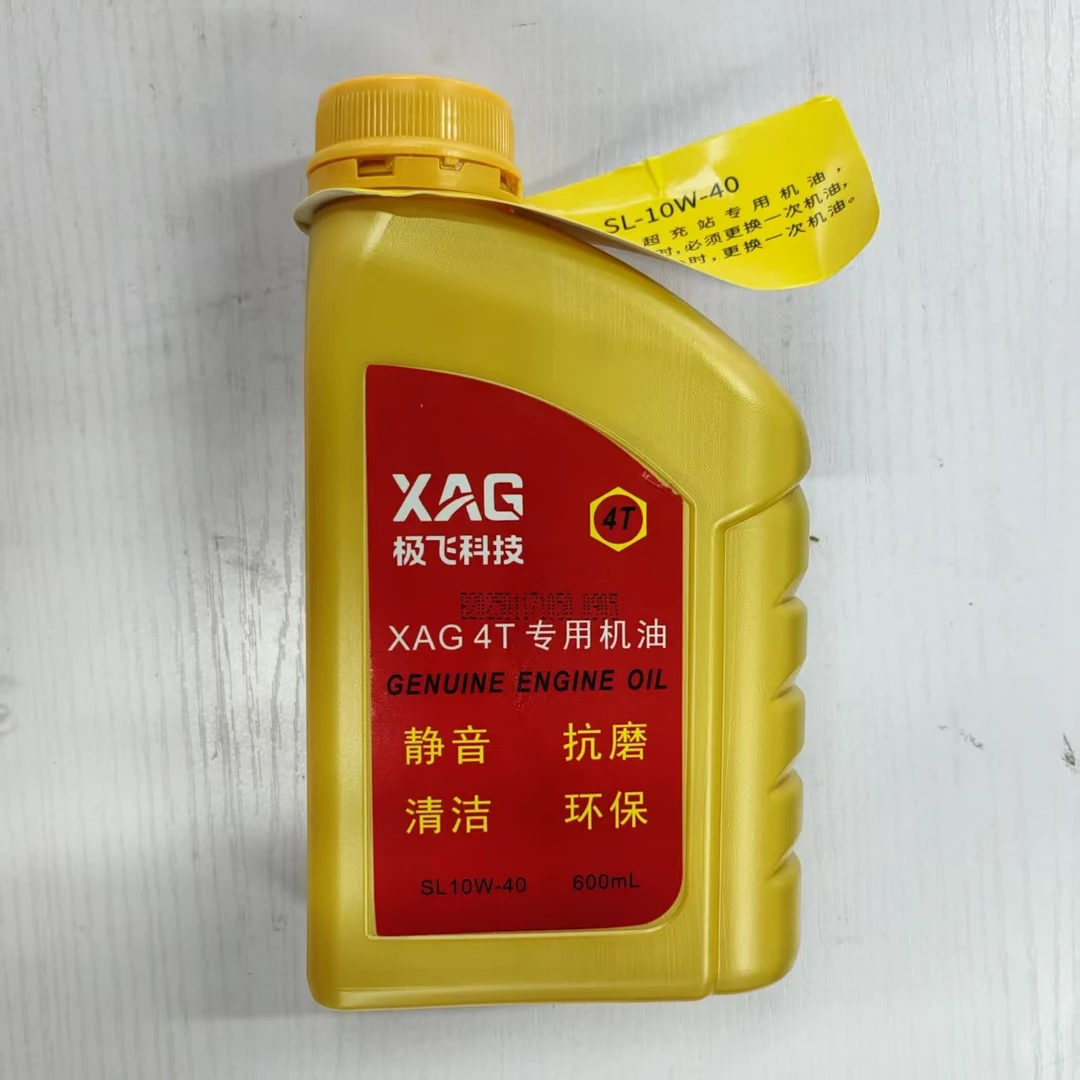 SL-10W-40
超充站专用机油，
时，必须更换一次机油，
时，更换一次机油。
XAG
极飞科技
4T
XAG 4T 专用机油
GENUINE ENGINE OIL
静音 抗磨
清洁 环保
SL10W-40 600mL